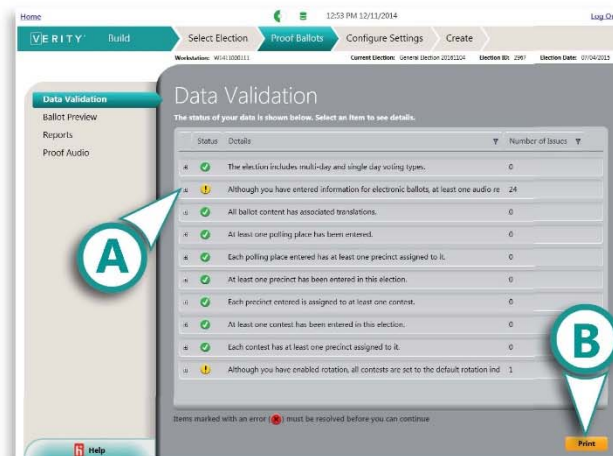 Home
12:53 PM 12/11/2014
VERITY Build
Select Election
Proof Ballots
Configure Settings
Create
Workstation:
Current Election: General Election 20161104
Election ID: 2967
Election Date: 07/04/2015
Data Validation
Ballot Preview
Reports
Proof Audio
Data Validation
The status of your data is shown below. Select an item to see details.
Status Details Number of Issues
The election includes multi-day and single day voting types. 0
Although you have entered information for electronic ballots, at least one audio re 24
All ballot content has associated translations. 0
At least one polling place has been entered. 0
Each polling place entered has at least one precinct assigned to it. 0
At least one precinct has been entered in this election. 0
Each precinct entered is assigned to at least one contest. 0
At least one contest has been entered in this election. 0
Each contest has at least one precinct assigned to it. 0
Although you have enabled rotation, all contests are set to the default rotation ind 1
A
B
Items marked with an error ( ) must be resolved before you can continue
Print
Help